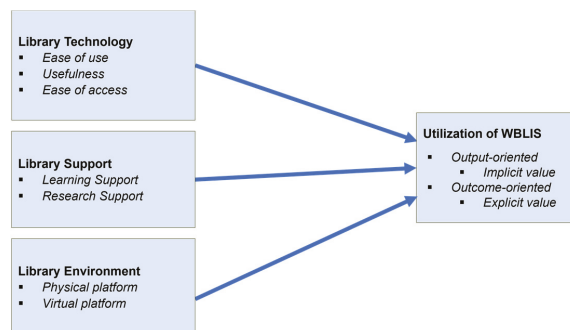 Library Technology
▪ Ease of use
▪ Usefulness
▪ Ease of access
Library Support
▪ Learning Support
▪ Research Support
Library Environment
▪ Physical platform
▪ Virtual platform
Utilization of WBLIS
▪ Output-oriented
▪ Implicit value
▪ Outcome-oriented
▪ Explicit value